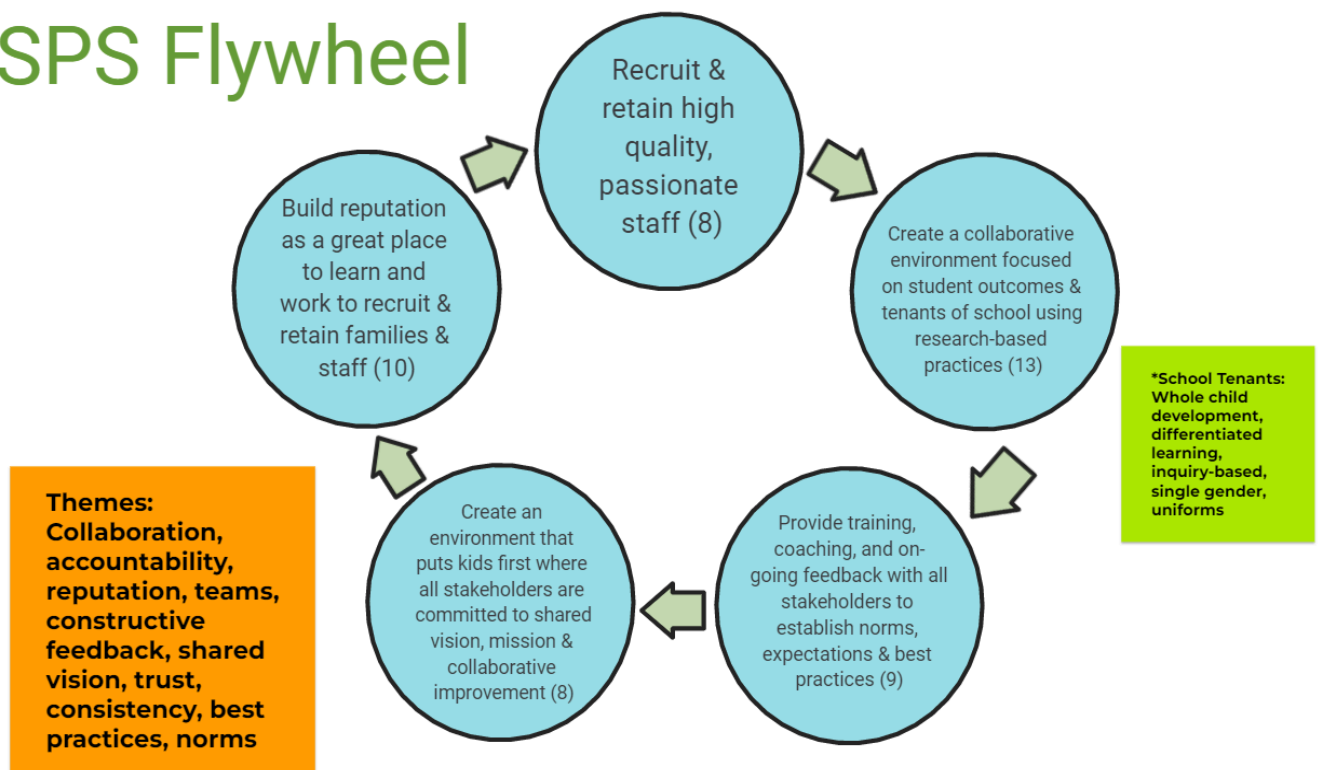 SPS Flywheel
Recruit &
retain high
quality,
passionate
staff (8)
Create a collaborative
environment focused
on student outcomes &
tenants of school using
research-based
practices (13)
*School Tenants:
Whole child
development,
differentiated
learning,
inquiry-based,
single gender,
uniforms
Provide training,
coaching, and on-
going feedback with all
stakeholders to
establish norms,
expectations & best
practices (9)
Create an
environment that
puts kids first where
all stakeholders are
committed to shared
vision, mission &
collaborative
improvement (8)
Build reputation
as a great place
to learn and
work to recruit &
retain families &
staff (10)
Themes:
Collaboration,
accountability,
reputation, teams,
constructive
feedback, shared
vision, trust,
consistency, best
practices, norms